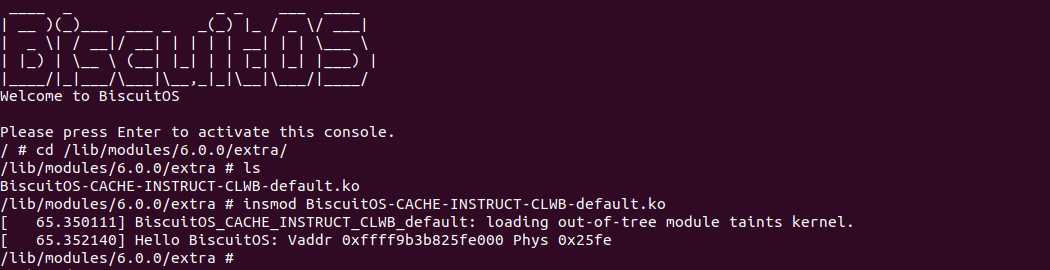 ____  _                _ _    ___  ____
| __ )(_)___  ___ _   _(_) |_ / _ \/ ___|
|  _ \| / __|/ __| | | | | __| | | \___ \
| |_) | \__ \ (__| |_| | | |_| |_| |___) |
|____/|_|___/\___|\__,_|_|\__|\___/|____/
Welcome to BiscuitOS
Please press Enter to activate this console.
/ # cd /lib/modules/6.0.0/extra/
/lib/modules/6.0.0/extra # ls
BiscuitOS-CACHE-INSTRUCT-CLWB-default.ko
/lib/modules/6.0.0/extra # insmod BiscuitOS-CACHE-INSTRUCT-CLWB-default.ko
[   65.350111] BiscuitOS_CACHE_INSTRUCT_CLWB_default: loading out-of-tree module taints kernel.
[   65.352140] Hello BiscuitOS: Vaddr 0xffff9b3b825fe000 Phys 0x25fe
/lib/modules/6.0.0/extra #